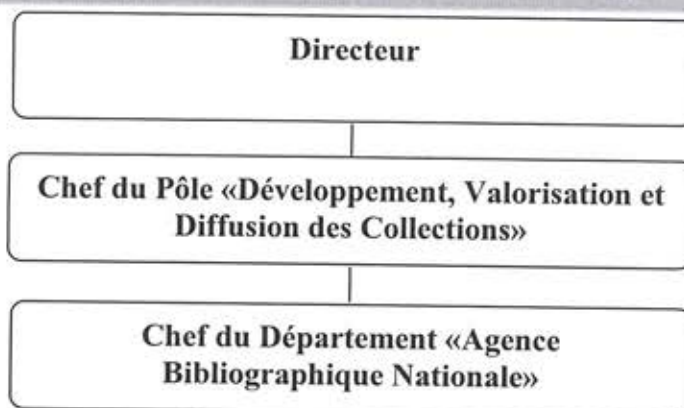 Directeur
Chef du Pôle «Développement, Valorisation et
Diffusion des Collections»
Chef du Département «Agence
Bibliographique Nationale»